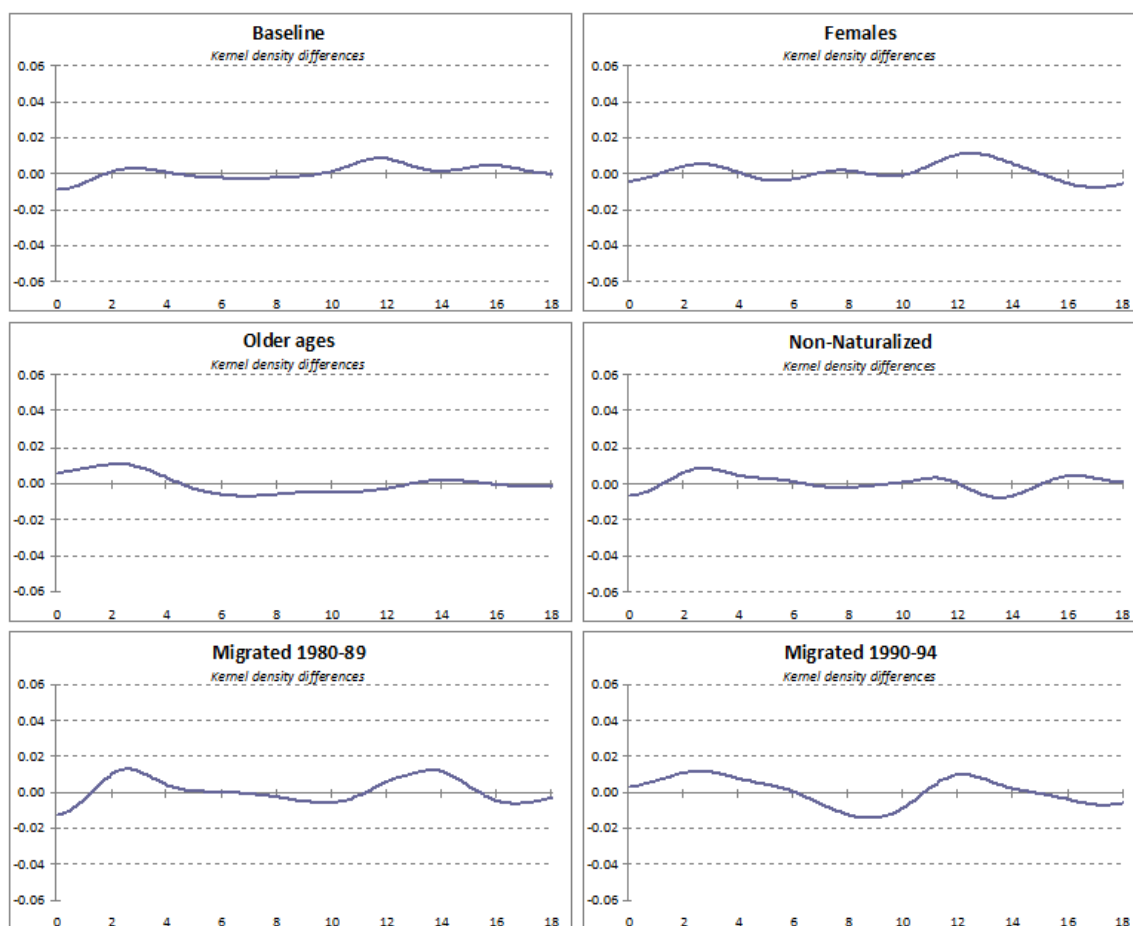 Baseline
Kernel density differences
0.06
0.04
0.02
0.00
-0.02
-0.04
-0.06
0 2 4 6 8 10 12 14 16 18
Females
Kernel density differences
0.06
0.04
0.02
0.00
-0.02
-0.04
-0.06
0 2 4 6 8 10 12 14 16 18
Older ages
Kernel density differences
0.06
0.04
0.02
0.00
-0.02
-0.04
-0.06
0 2 4 6 8 10 12 14 16 18
Non-Naturalized
Kernel density differences
0.06
0.04
0.02
0.00
-0.02
-0.04
-0.06
0 2 4 6 8 10 12 14 16 18
Migrated 1980-89
Kernel density differences
0.06
0.04
0.02
0.00
-0.02
-0.04
-0.06
0 2 4 6 8 10 12 14 16 18
Migrated 1990-94
Kernel density differences
0.06
0.04
0.02
0.00
-0.02
-0.04
-0.06
0 2 4 6 8 10 12 14 16 18